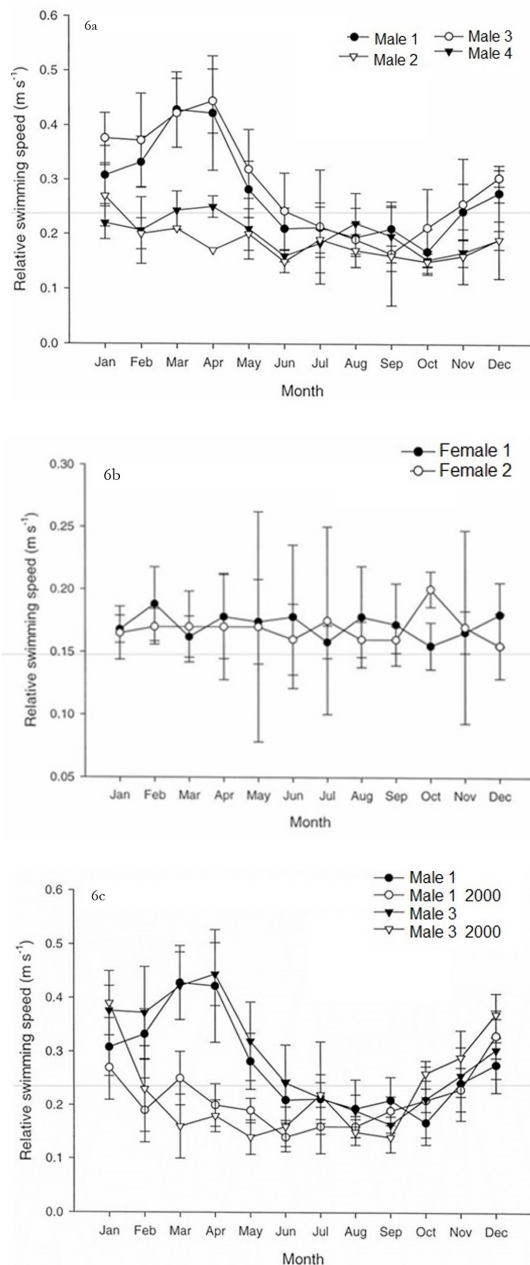 6a
Male 1 Male 3
Male 2 Male 4
0.6
0.5
0.4
0.3
0.2
0.1
0.0
Relative swimming speed (m s⁻¹)
Jan Feb Mar Apr May Jun Jul Aug Sep Oct Nov Dec
Month
6b
Female 1
Female 2
0.30
0.25
0.20
0.15
0.10
0.05
Relative swimming speed (m s⁻¹)
Jan Feb Mar Apr May Jun Jul Aug Sep Oct Nov Dec
Month
6c
Male 1
Male 1 2000
Male 3
Male 3 2000
0.6
0.5
0.4
0.3
0.2
0.1
0.0
Relative swimming speed (m s⁻¹)
Jan Feb Mar Apr May Jun Jul Aug Sep Oct Nov Dec
Month